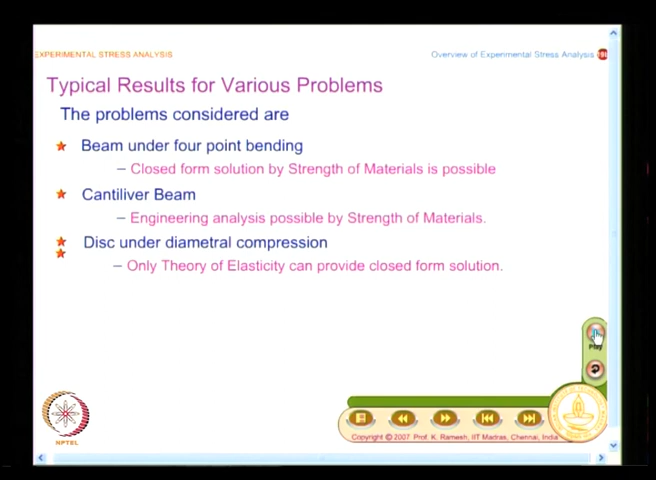 EXPERIMENTAL STRESS ANALYSIS
Overview of Experimental Stress Analysis
Typical Results for Various Problems
The problems considered are
Beam under four point bending
– Closed form solution by Strength of Materials is possible
Cantiliver Beam
– Engineering analysis possible by Strength of Materials.
Disc under diametral compression
– Only Theory of Elasticity can provide closed form solution.
Play
NPTEL
Copyright © 2007 Prof. K. Ramesh, IIT Madras, Chennai, India